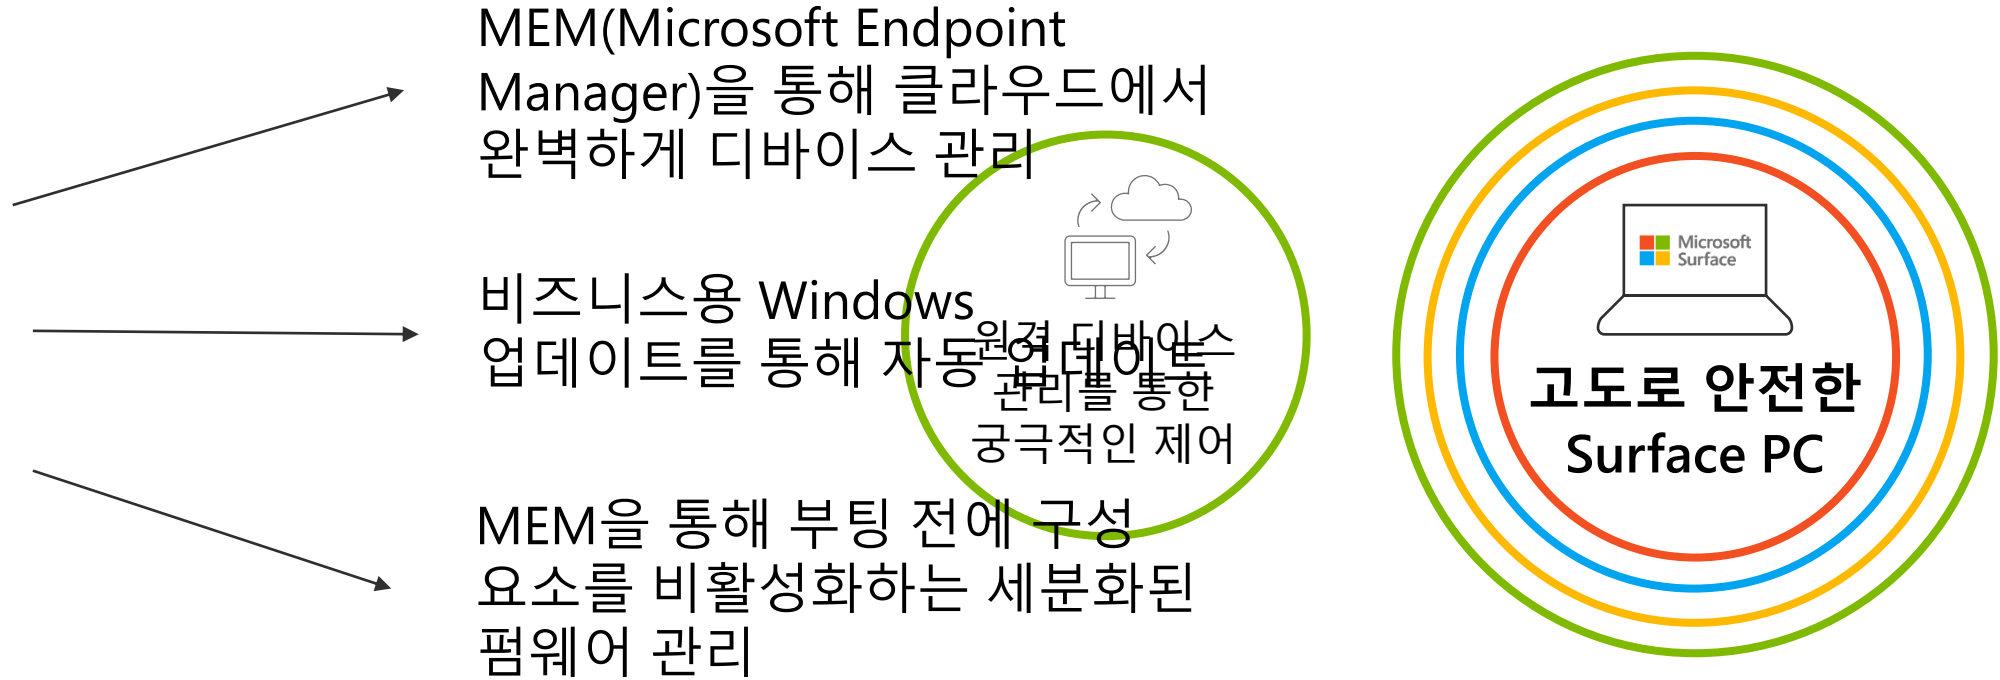 MEM(Microsoft Endpoint
Manager)을 통해 클라우드에서
완벽하게 디바이스 관리
비즈니스용 Windows
업데이트를 통해 자동 업데이트
MEM을 통해 부팅 전에 구성
요소를 비활성화하는 세분화된
펌웨어 관리
원격 디바이스
관리를 통한
궁극적인 제어
Microsoft
Surface
고도로 안전한
Surface PC